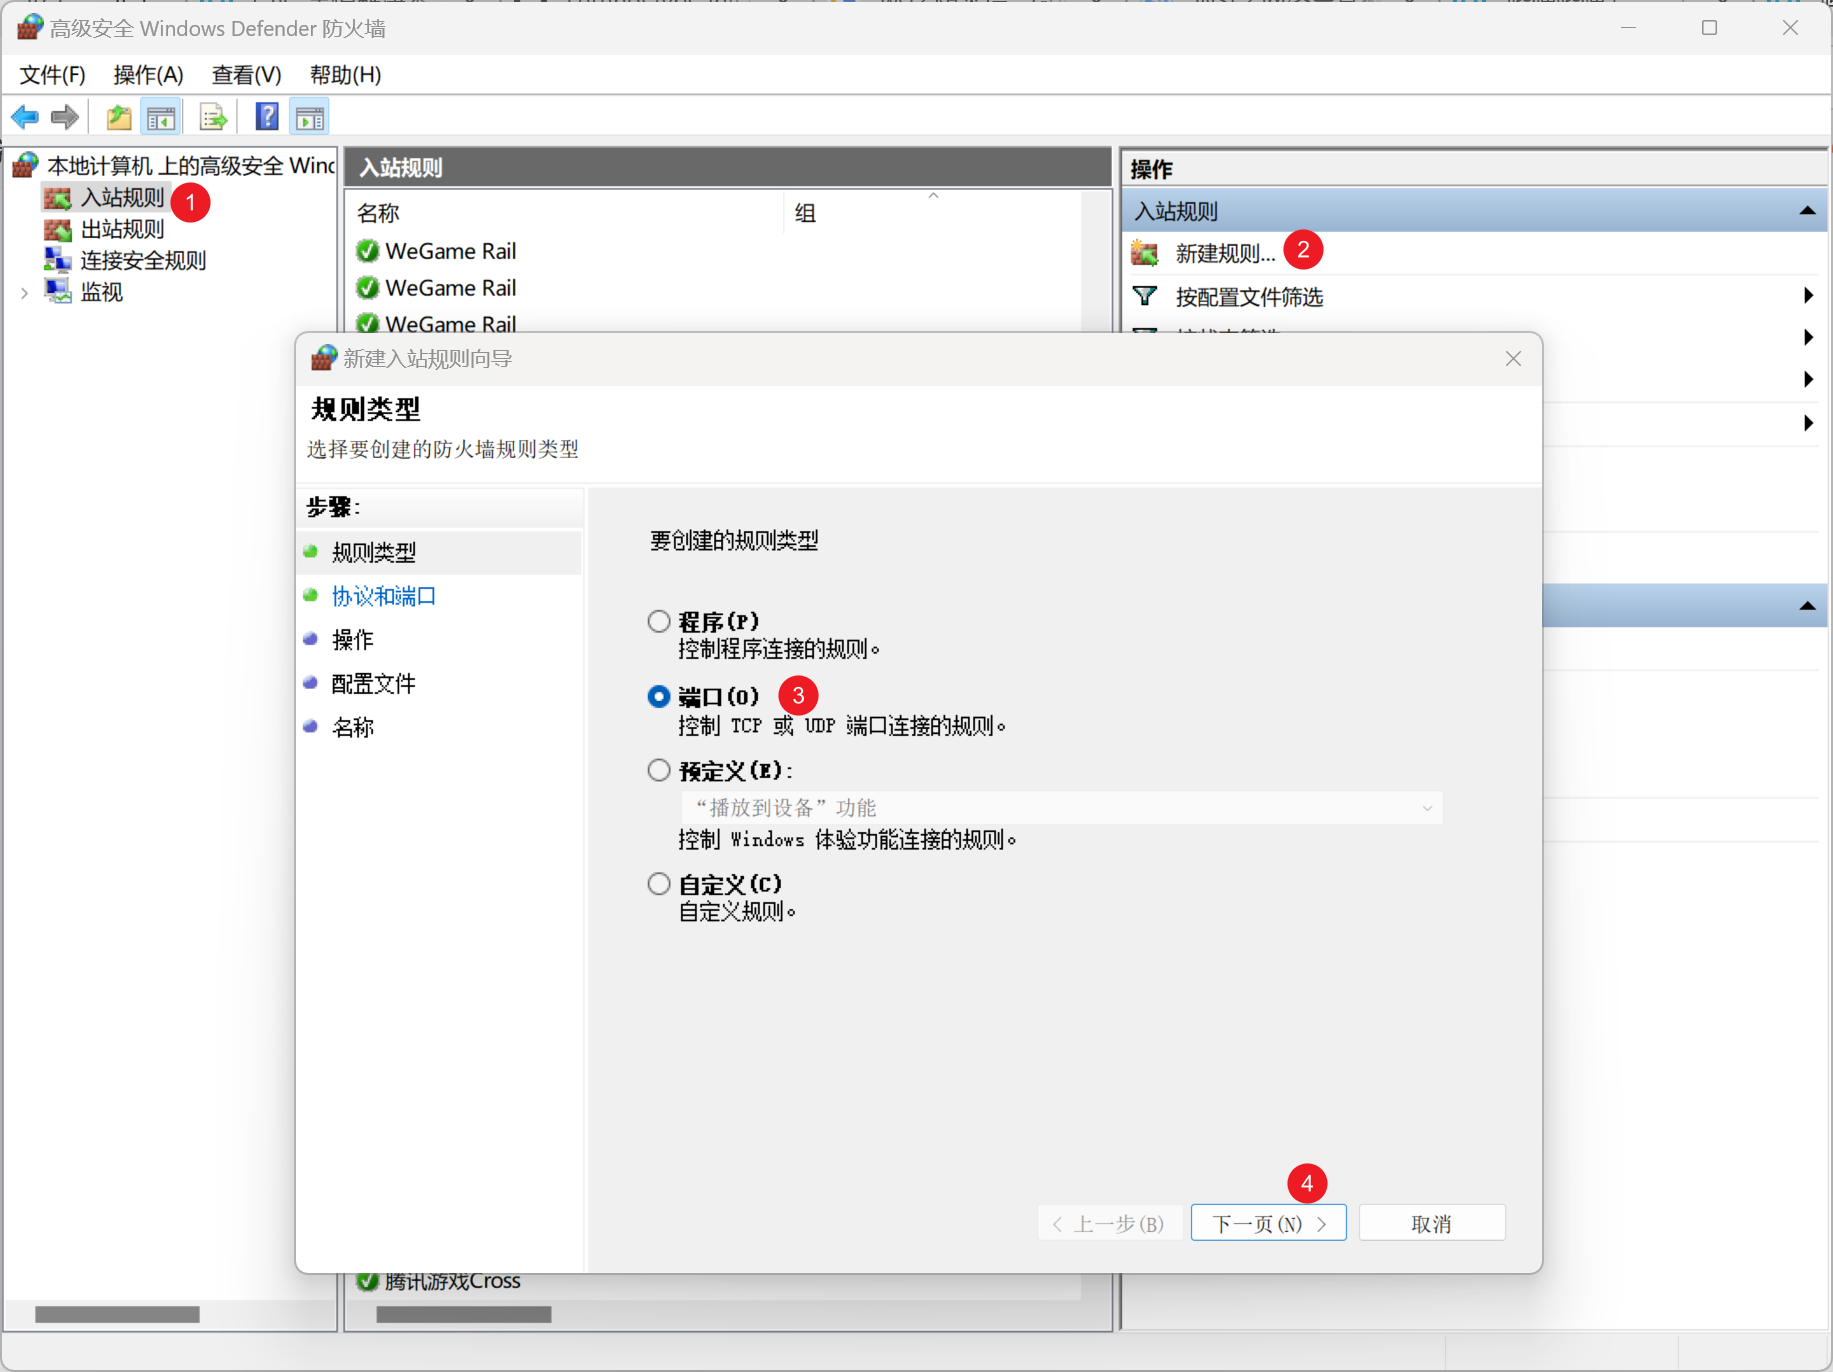 高级安全 Windows Defender 防火墙
文件(F) 操作(A) 查看(V) 帮助(H)
本地计算机 上的高级安全 Wind
入站规则 1
出站规则
连接安全规则
监视
入站规则
名称 组
WeGame Rail
WeGame Rail
WeGame Rail
操作
入站规则
新建规则... 2
按配置文件筛选
新建入站规则向导
规则类型
选择要创建的防火墙规则类型
步骤:
规则类型
协议和端口
操作
配置文件
名称
要创建的规则类型
程序(P)
控制程序连接的规则。
端口(O) 3
控制 TCP 或 UDP 端口连接的规则。
预定义(E):
“播放到设备”功能
控制 Windows 体验功能连接的规则。
自定义(C)
自定义规则。
4
< 上一步(B) 下一页(N) > 取消
腾讯游戏Cross